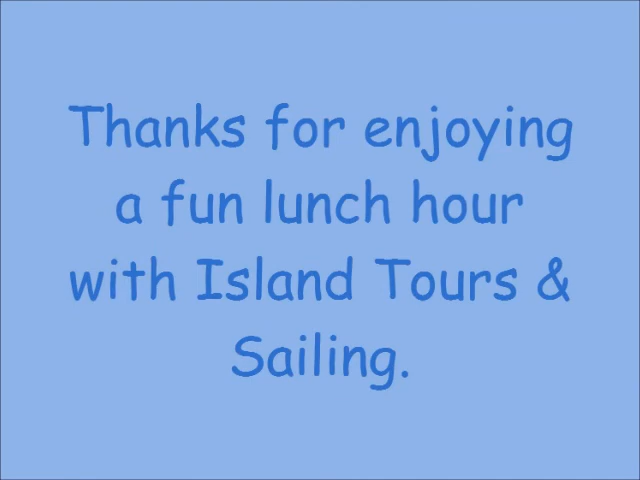 Thanks for enjoying
a fun lunch hour
with Island Tours &
Sailing.